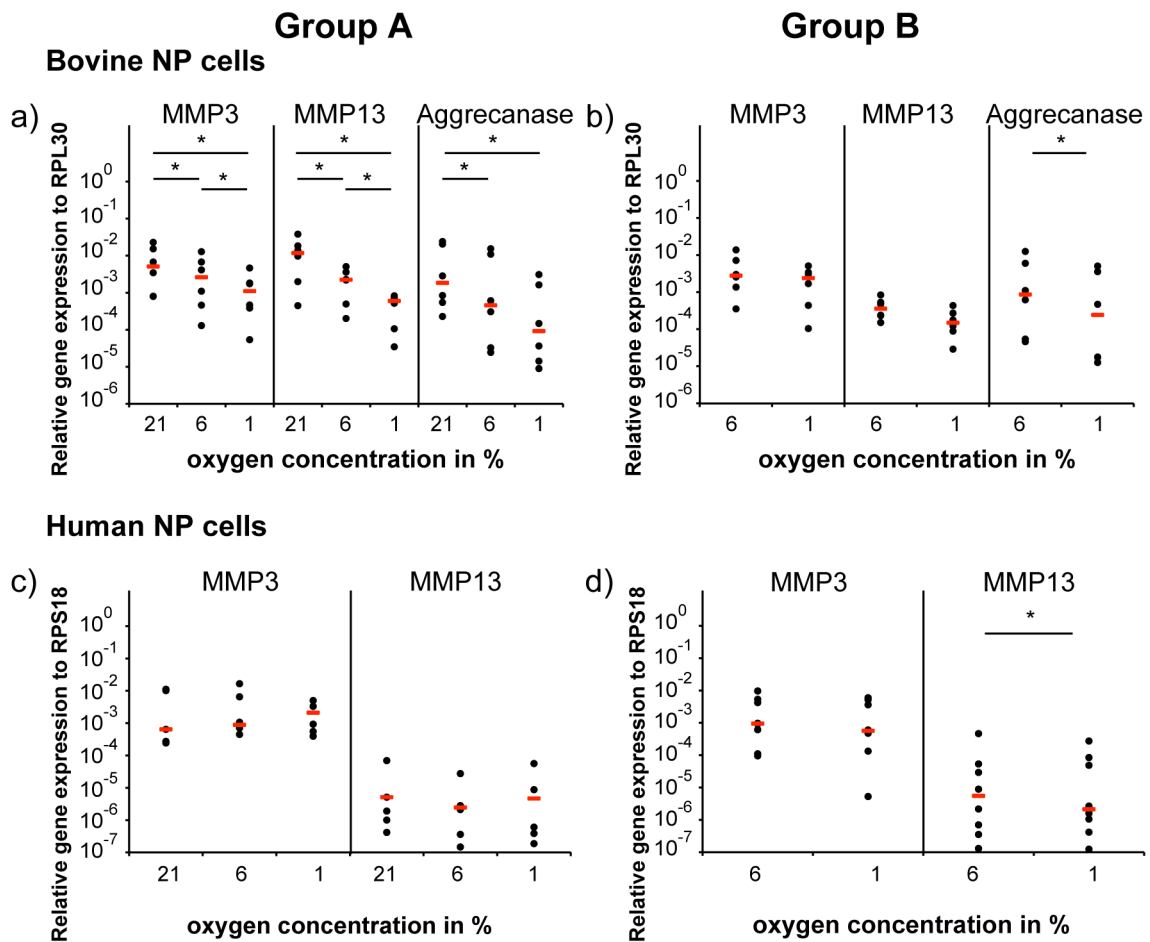 Group A Group B
Bovine NP cells
a) MMP3 MMP13 Aggrecanase
* * *
* * * * *
Relative gene expression to RPL30
10^0
10^-1
10^-2
10^-3
10^-4
10^-5
10^-6
21 6 1 21 6 1 21 6 1
oxygen concentration in %
b) MMP3 MMP13 Aggrecanase
*
Relative gene expression to RPL30
10^0
10^-1
10^-2
10^-3
10^-4
10^-5
10^-6
6 1 6 1 6 1
oxygen concentration in %
Human NP cells
c) MMP3 MMP13
Relative gene expression to RPS18
10^0
10^-1
10^-2
10^-3
10^-4
10^-5
10^-6
10^-7
21 6 1 21 6 1
oxygen concentration in %
d) MMP3 MMP13
*
Relative gene expression to RPS18
10^0
10^-1
10^-2
10^-3
10^-4
10^-5
10^-6
10^-7
6 1 6 1
oxygen concentration in %